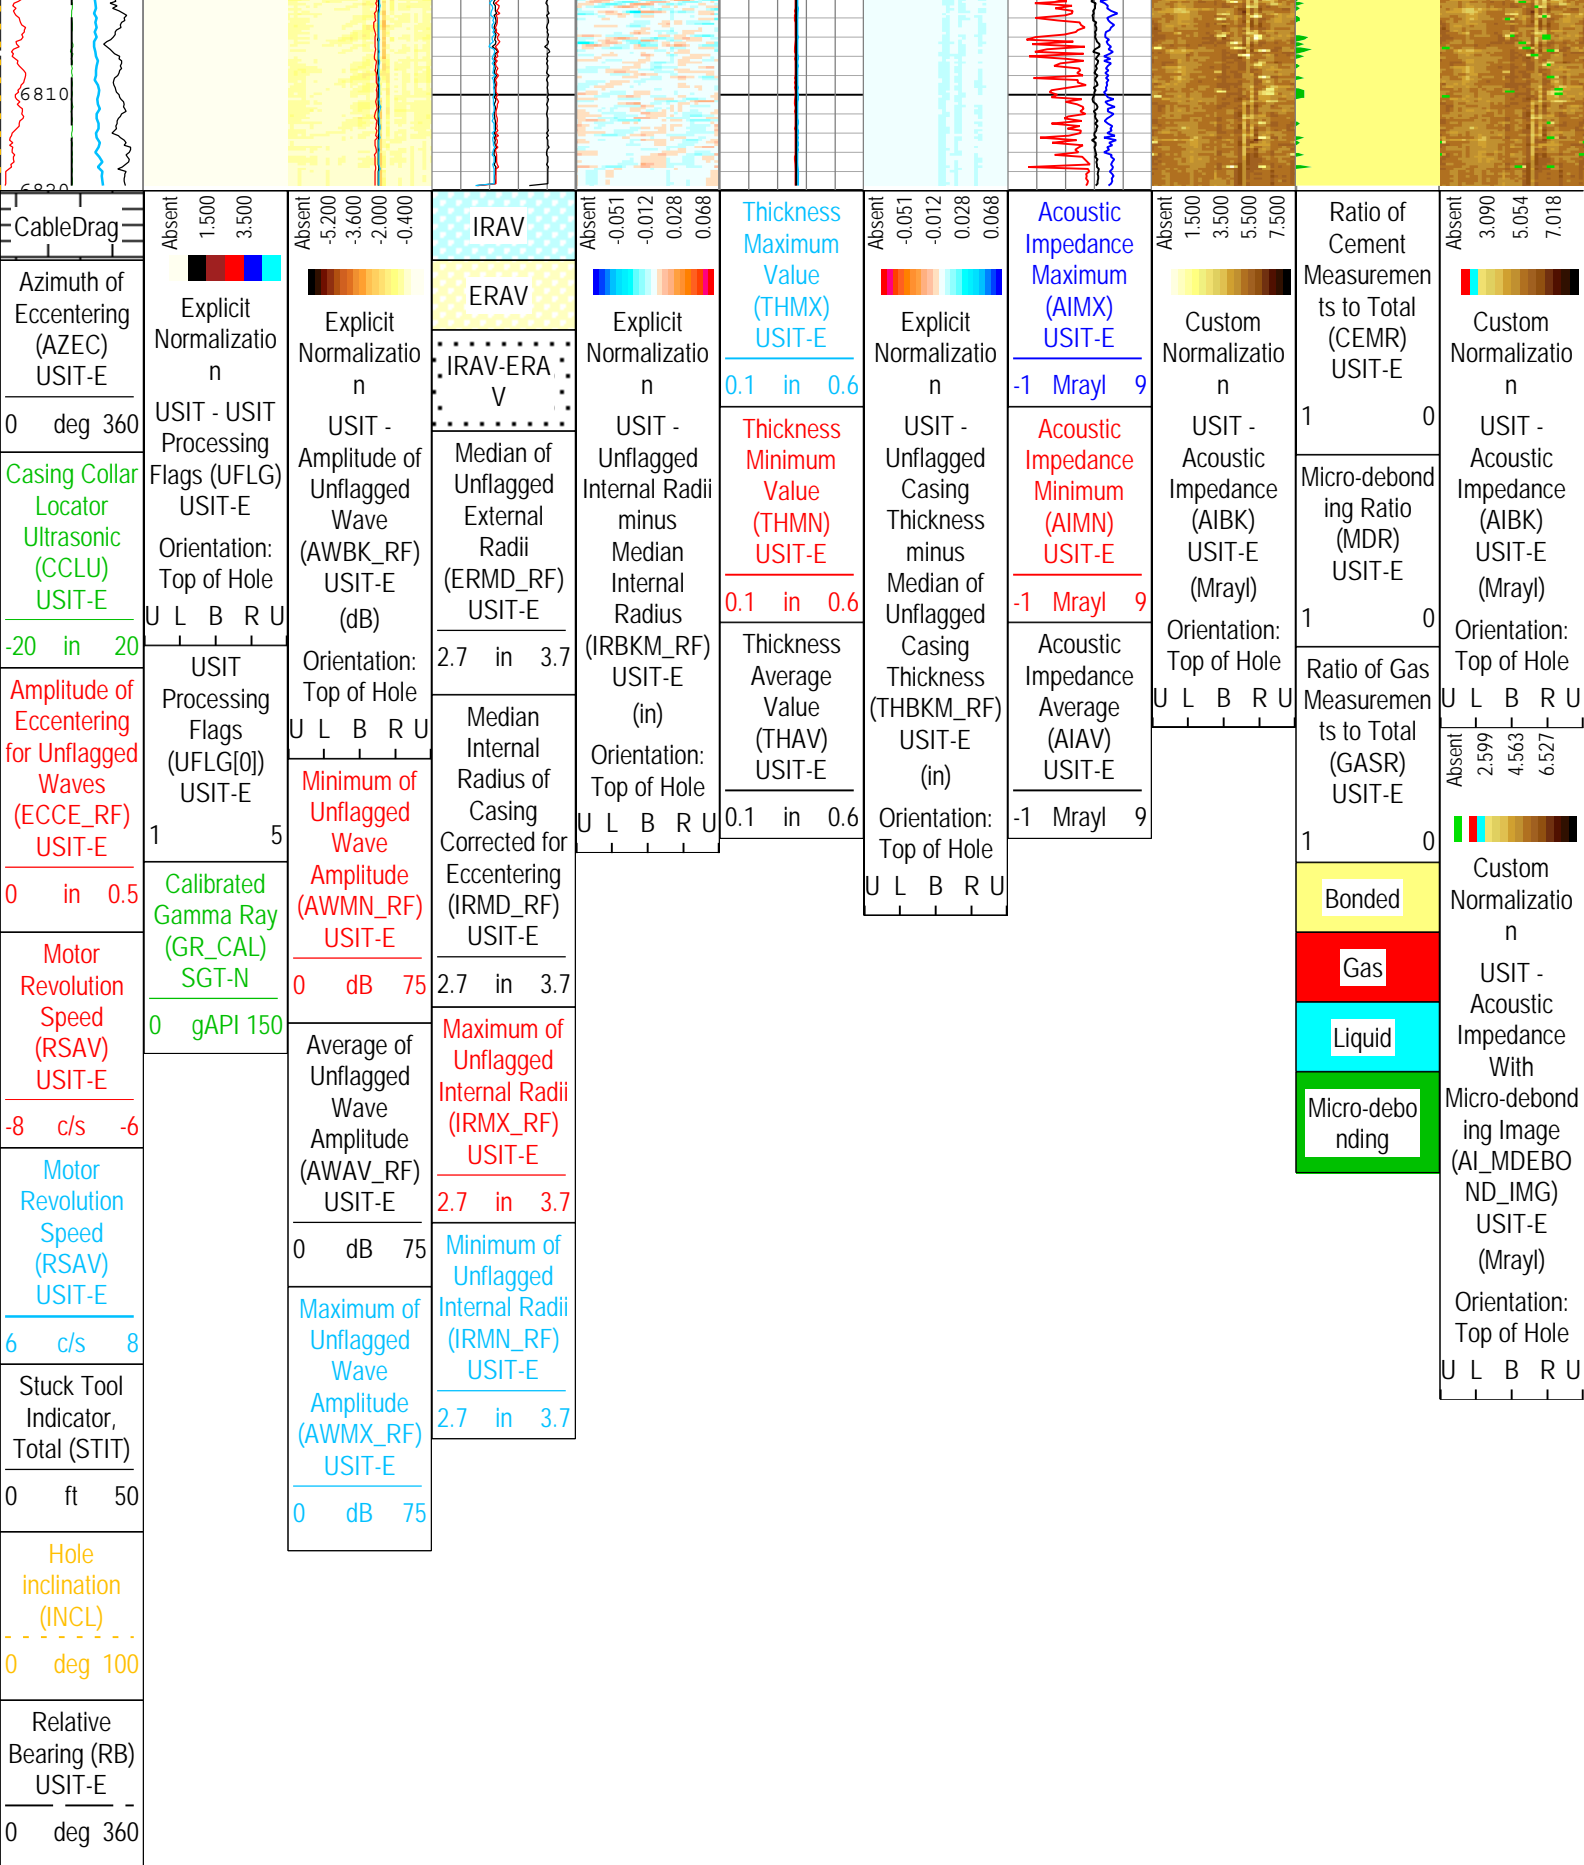 6810
6820
CableDrag
Azimuth of
Eccentering
(AZEC)
USIT-E
0 deg 360
Casing Collar
Locator
Ultrasonic
(CCLU)
USIT-E
-20 in 20
Amplitude of
Eccentering
for Unflagged
Waves
(ECCE_RF)
USIT-E
0 in 0.5
Motor
Revolution
Speed
(RSAV)
USIT-E
-8 c/s -6
Motor
Revolution
Speed
(RSAV)
USIT-E
6 c/s 8
Stuck Tool
Indicator,
Total (STIT)
0 ft 50
Hole
inclination
(INCL)
0 deg 100
Relative
Bearing (RB)
USIT-E
0 deg 360
Absent
1.500
3.500
Explicit
Normalizatio
n
USIT - USIT
Processing
Flags (UFLG)
USIT-E
Orientation:
Top of Hole
U L B R U
USIT
Processing
Flags
(UFLG[0])
USIT-E
1 5
Calibrated
Gamma Ray
(GR_CAL)
SGT-N
0 gAPI 150
Absent
-5.200
-3.600
-2.000
-0.400
Explicit
Normalizatio
n
USIT -
Amplitude of
Unflagged
Wave
(AWBK_RF)
USIT-E
(dB)
Orientation:
Top of Hole
U L B R U
Minimum of
Unflagged
Wave
Amplitude
(AWMN_RF)
USIT-E
0 dB 75
Average of
Unflagged
Wave
Amplitude
(AWAV_RF)
USIT-E
0 dB 75
Maximum of
Unflagged
Wave
Amplitude
(AWMX_RF)
USIT-E
0 dB 75
IRAV
ERAV
IRAV-ERA
V
Median of
Unflagged
External
Radii
(ERMD_RF)
USIT-E
2.7 in 3.7
Median
Internal
Radius of
Casing
Corrected for
Eccentering
(IRMD_RF)
USIT-E
2.7 in 3.7
Maximum of
Unflagged
Internal Radii
(IRMX_RF)
USIT-E
2.7 in 3.7
Minimum of
Unflagged
Internal Radii
(IRMN_RF)
USIT-E
2.7 in 3.7
Absent
-0.051
-0.012
0.028
0.068
Explicit
Normalizatio
n
USIT -
Unflagged
Internal Radii
minus
Median
Internal
Radius
(IRBKM_RF)
USIT-E
(in)
Orientation:
Top of Hole
U L B R U
Thickness
Maximum
Value
(THMX)
USIT-E
0.1 in 0.6
Thickness
Minimum
Value
(THMN)
USIT-E
0.1 in 0.6
Thickness
Average
Value
(THAV)
USIT-E
0.1 in 0.6
Absent
-0.051
-0.012
0.028
0.068
Explicit
Normalizatio
n
USIT -
Unflagged
Casing
Thickness
minus
Median of
Unflagged
Casing
Thickness
(THBKM_RF)
USIT-E
(in)
Orientation:
Top of Hole
U L B R U
Acoustic
Impedance
Maximum
(AIMX)
USIT-E
-1 Mrayl 9
Acoustic
Impedance
Minimum
(AIMN)
USIT-E
-1 Mrayl 9
Acoustic
Impedance
Average
(AIAV)
USIT-E
-1 Mrayl 9
Absent
1.500
3.500
5.500
7.500
Custom
Normalizatio
n
USIT -
Acoustic
Impedance
(AIBK)
USIT-E
(Mrayl)
Orientation:
Top of Hole
U L B R U
Ratio of
Cement
Measuremen
ts to Total
(CEMR)
USIT-E
1 0
Micro-debond
ing Ratio
(MDR)
USIT-E
1 0
Ratio of Gas
Measuremen
ts to Total
(GASR)
USIT-E
1 0
Bonded
Gas
Liquid
Micro-debo
nding
Absent
3.090
5.054
7.018
Custom
Normalizatio
n
USIT -
Acoustic
Impedance
(AIBK)
USIT-E
(Mrayl)
Orientation:
Top of Hole
U L B R U
Absent
2.599
4.563
6.527
Custom
Normalizatio
n
USIT -
Acoustic
Impedance
With
Micro-debond
ing Image
(AI_MDEBO
ND_IMG)
USIT-E
(Mrayl)
Orientation:
Top of Hole
U L B R U